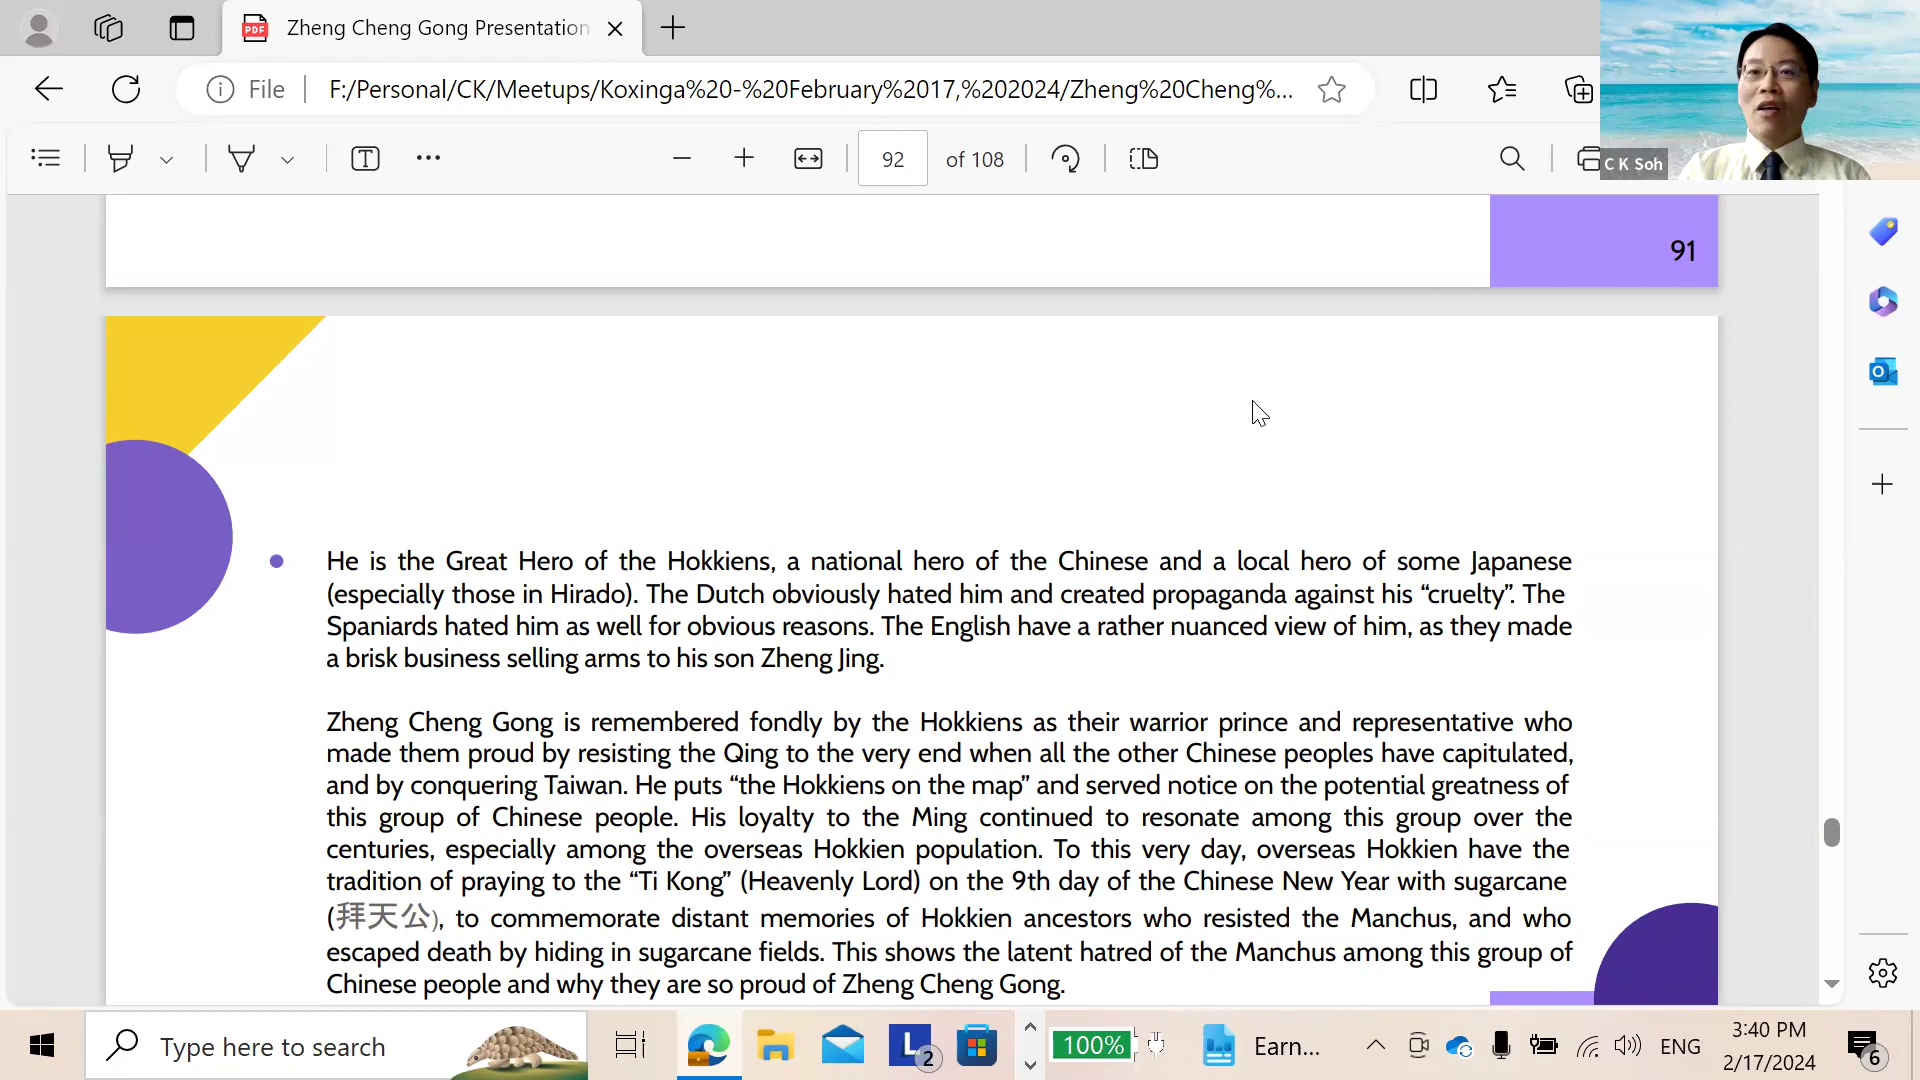 Zheng Cheng Gong Presentation
File
F:/Personal/CK/Meetups/Koxinga%20-%20February%2017,%202024/Zheng%20Cheng%...
92 of 108
C K Soh
91
He is the Great Hero of the Hokkiens, a national hero of the Chinese and a local hero of some Japanese
(especially those in Hirado). The Dutch obviously hated him and created propaganda against his “cruelty”. The
Spaniards hated him as well for obvious reasons. The English have a rather nuanced view of him, as they made
a brisk business selling arms to his son Zheng Jing.
Zheng Cheng Gong is remembered fondly by the Hokkiens as their warrior prince and representative who
made them proud by resisting the Qing to the very end when all the other Chinese peoples have capitulated,
and by conquering Taiwan. He puts “the Hokkiens on the map” and served notice on the potential greatness of
this group of Chinese people. His loyalty to the Ming continued to resonate among this group over the
centuries, especially among the overseas Hokkien population. To this very day, overseas Hokkien have the
tradition of praying to the “Ti Kong” (Heavenly Lord) on the 9th day of the Chinese New Year with sugarcane
(拜天公), to commemorate distant memories of Hokkien ancestors who resisted the Manchus, and who
escaped death by hiding in sugarcane fields. This shows the latent hatred of the Manchus among this group of
Chinese people and why they are so proud of Zheng Cheng Gong.
Type here to search
L 2
100%
Earn...
ENG
3:40 PM
2/17/2024
6